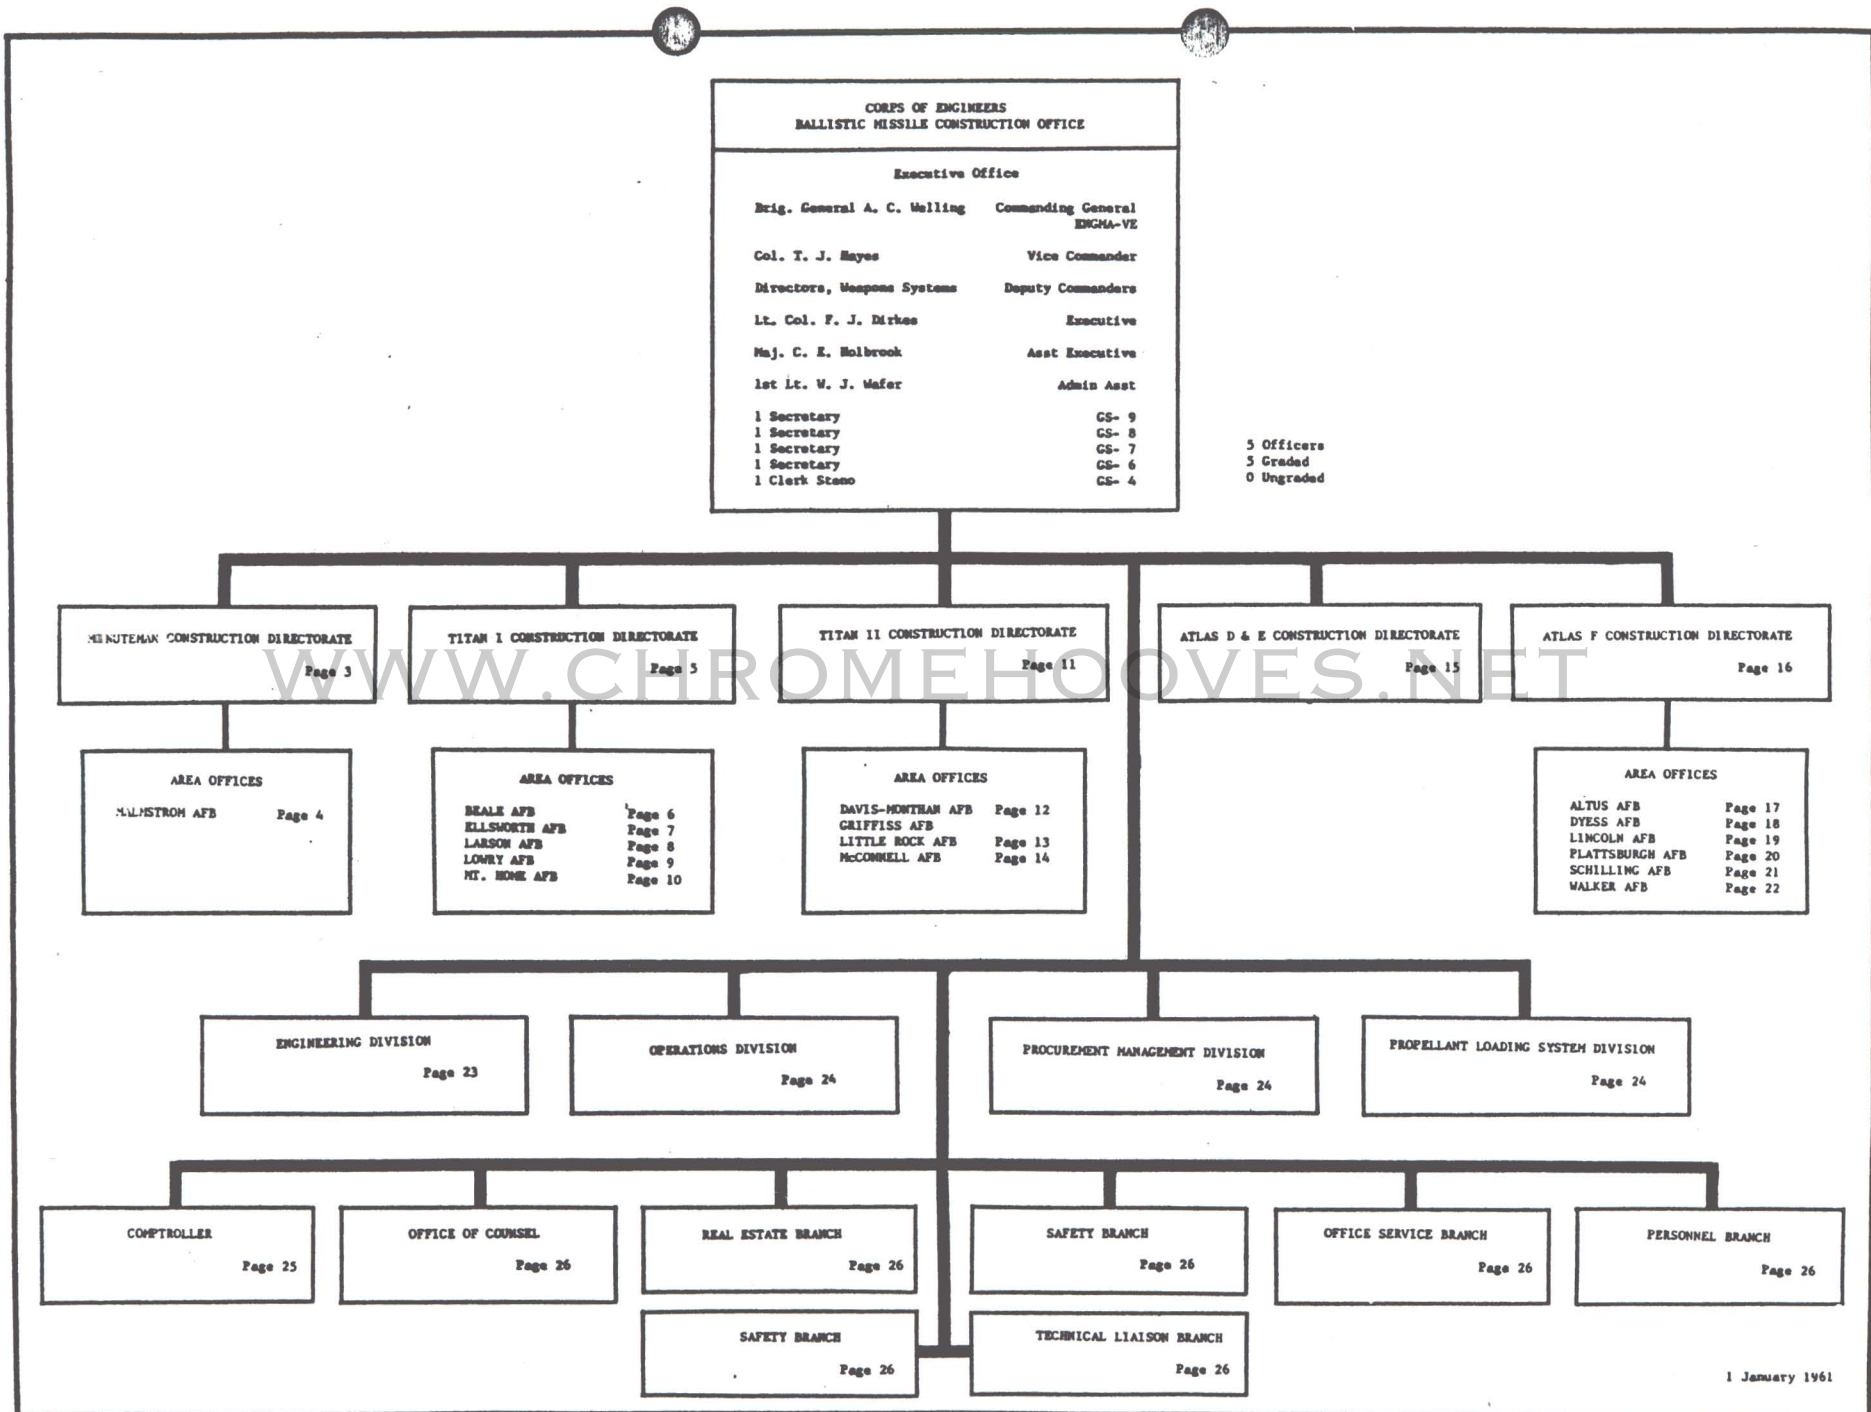 CORPS OF ENGINEERS
BALLISTIC MISSILE CONSTRUCTION OFFICE
Executive Office
Brig. General A. C. Welling Commanding General
ENGMA-VE
Col. T. J. Hayes Vice Commander
Directors, Weapons Systems Deputy Commanders
Lt. Col. F. J. Dirkes Executive
Maj. C. E. Holbrook Asst Executive
1st Lt. W. J. Wafer Admin Asst
1 Secretary GS- 9
1 Secretary GS- 8
1 Secretary GS- 7
1 Secretary GS- 6
1 Clerk Steno GS- 4
5 Officers
5 Graded
0 Ungraded
MINUTEMAN CONSTRUCTION DIRECTORATE
Page 3
TITAN I CONSTRUCTION DIRECTORATE
Page 5
TITAN II CONSTRUCTION DIRECTORATE
Page 11
ATLAS D & E CONSTRUCTION DIRECTORATE
Page 15
ATLAS F CONSTRUCTION DIRECTORATE
Page 16
WWW.CHROMEHOOVES.NET
AREA OFFICES
MALMSTROM AFB Page 4
AREA OFFICES
BEALE AFB Page 6
ELLSWORTH AFB Page 7
LARSON AFB Page 8
LOWRY AFB Page 9
MT. HOME AFB Page 10
AREA OFFICES
DAVIS-MONTHAN AFB Page 12
GRIFFISS AFB
LITTLE ROCK AFB Page 13
McCONNELL AFB Page 14
AREA OFFICES
ALTUS AFB Page 17
DYESS AFB Page 18
LINCOLN AFB Page 19
PLATTSBURGH AFB Page 20
SCHILLING AFB Page 21
WALKER AFB Page 22
ENGINEERING DIVISION
Page 23
OPERATIONS DIVISION
Page 24
PROCUREMENT MANAGEMENT DIVISION
Page 24
PROPELLANT LOADING SYSTEM DIVISION
Page 24
COMPTROLLER
Page 25
OFFICE OF COUNSEL
Page 26
REAL ESTATE BRANCH
Page 26
SAFETY BRANCH
Page 26
OFFICE SERVICE BRANCH
Page 26
PERSONNEL BRANCH
Page 26
SAFETY BRANCH
Page 26
TECHNICAL LIAISON BRANCH
Page 26
1 January 1961